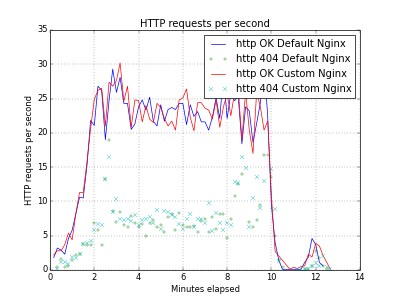 HTTP requests per second
35
30
25
20
15
10
5
0
HTTP requests per second
http OK Default Nginx
http 404 Default Nginx
http OK Custom Nginx
http 404 Custom Nginx
0 2 4 6 8 10 12 14
Minutes elapsed